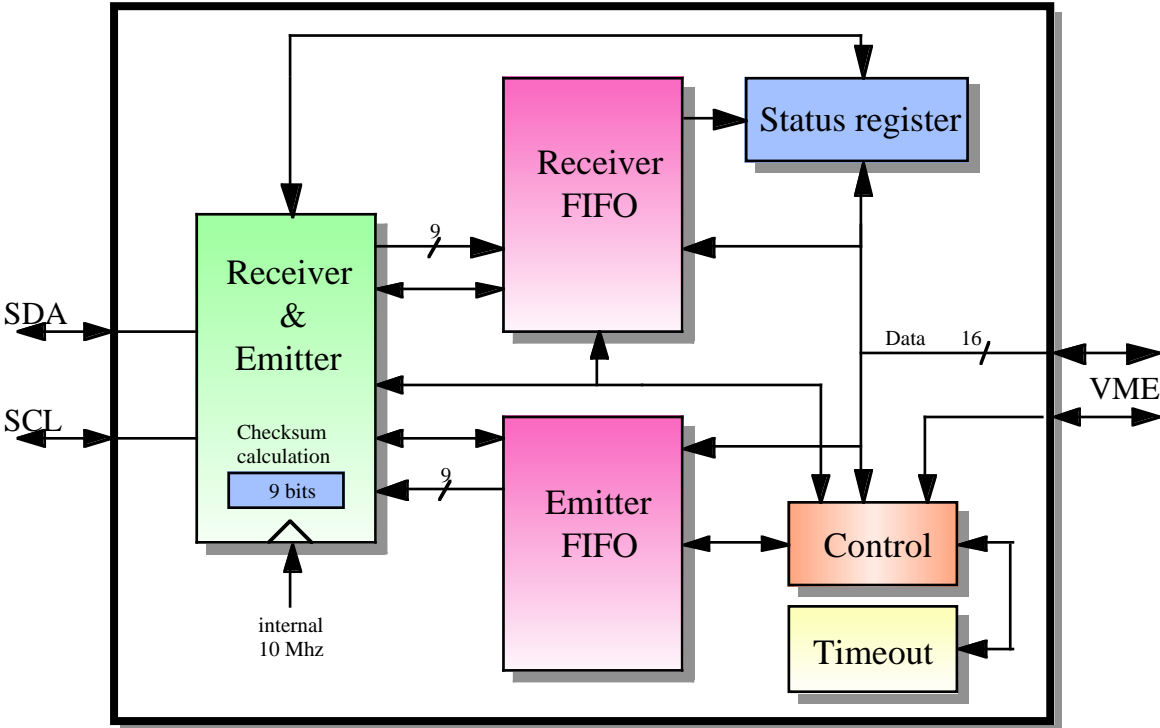 Status register
Receiver
FIFO
9
Receiver
&
Emitter
SDA
Data 16
VME
SCL
Checksum
calculation
9 bits
9
Emitter
FIFO
Control
internal
10 Mhz
Timeout